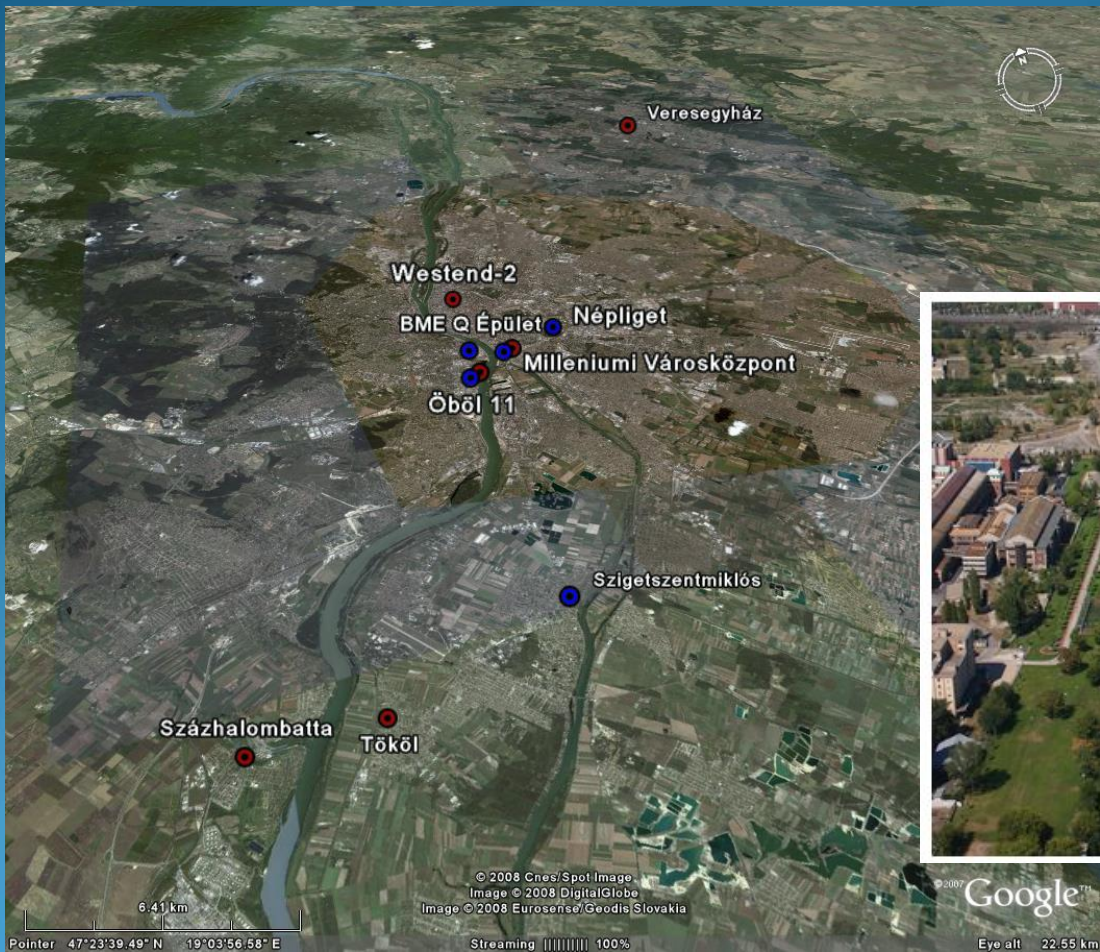 N
Veresegyház
Westend-2
BME Q Épület
Népliget
Milleniumi Városközpont
Öböl 11
Szigetszentmiklós
Százhalombatta
Tököl
© 2008 Cnes/Spot Image
Image © 2008 DigitalGlobe
Image © 2008 Eurosense/Geodis Slovakia
©2007 Google™
6.41 km
Pointer 47°23'39.49" N 19°03'56.58" E Streaming |||||||||| 100% Eye alt 22.55 km